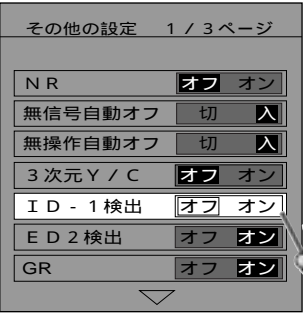 その他の設定　1/3ページ
NR　オフ　オン
無信号自動オフ　切　入
無操作自動オフ　切　入
3次元Y/C　オフ　オン
ID-1検出　オフ　オン
ED2検出　オフ　オン
GR　オフ　オン